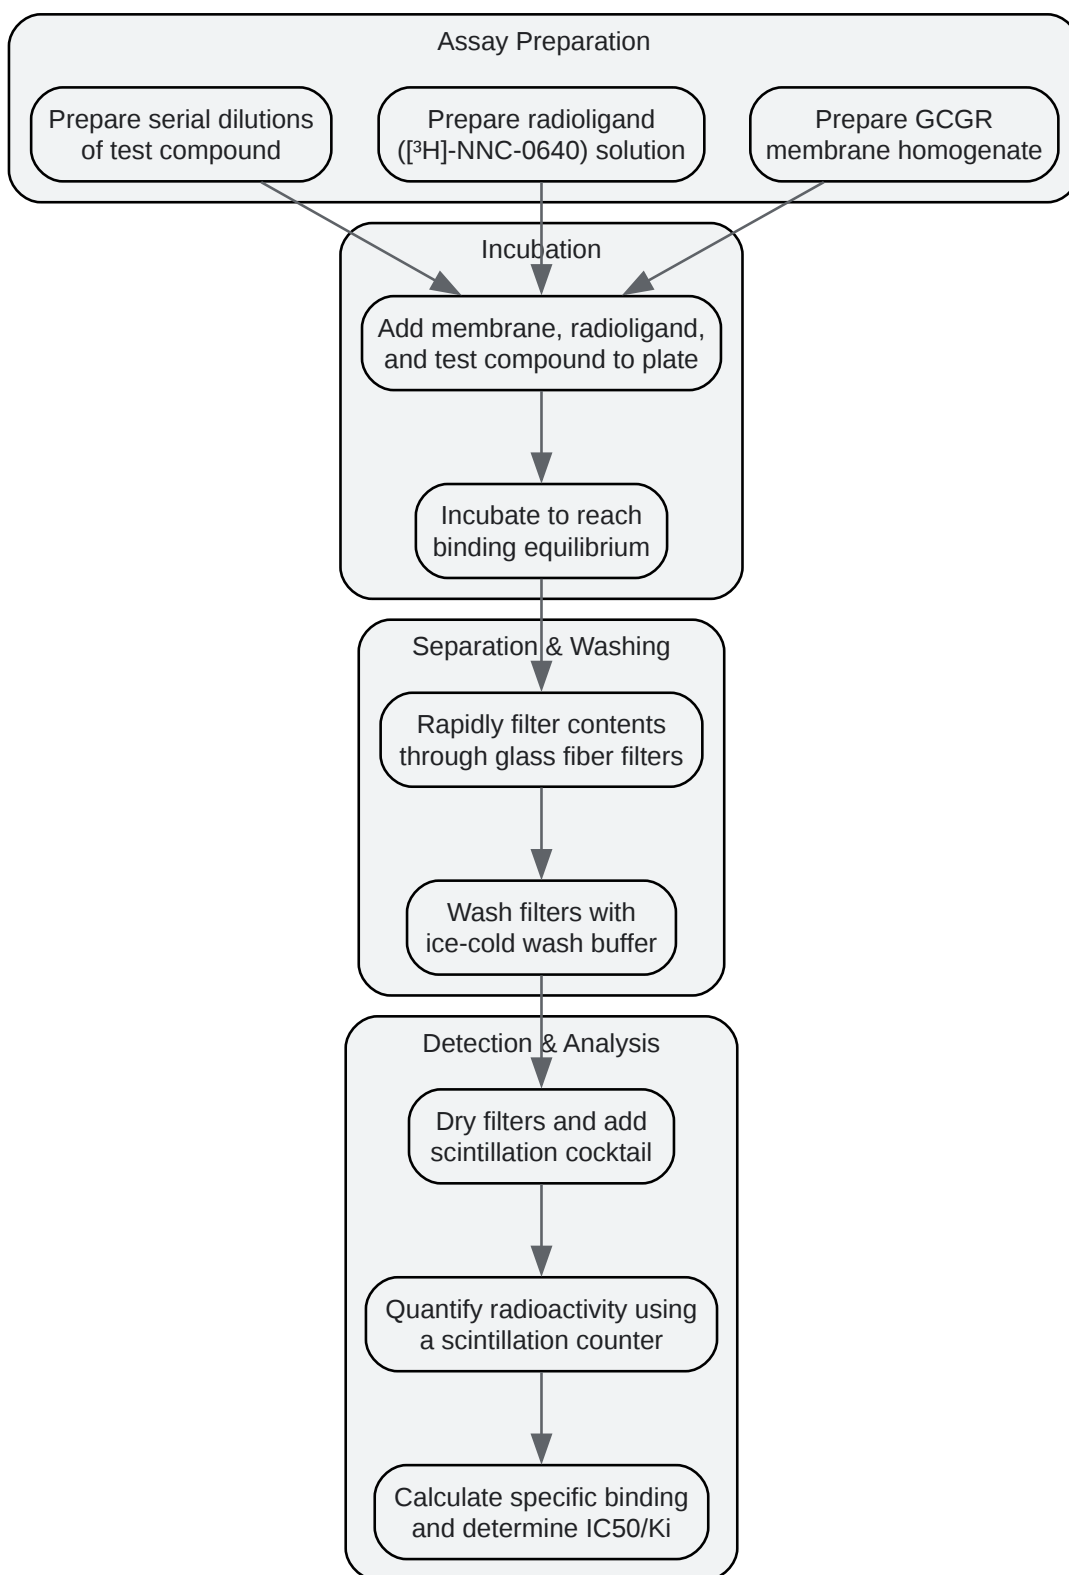 Assay Preparation
Prepare serial dilutions
of test compound
Prepare radioligand
([³H]-NNC-0640) solution
Prepare GCGR
membrane homogenate
Incubation
Add membrane, radioligand,
and test compound to plate
Incubate to reach
binding equilibrium
Separation & Washing
Rapidly filter contents
through glass fiber filters
Wash filters with
ice-cold wash buffer
Detection & Analysis
Dry filters and add
scintillation cocktail
Quantify radioactivity using
a scintillation counter
Calculate specific binding
and determine IC50/Ki